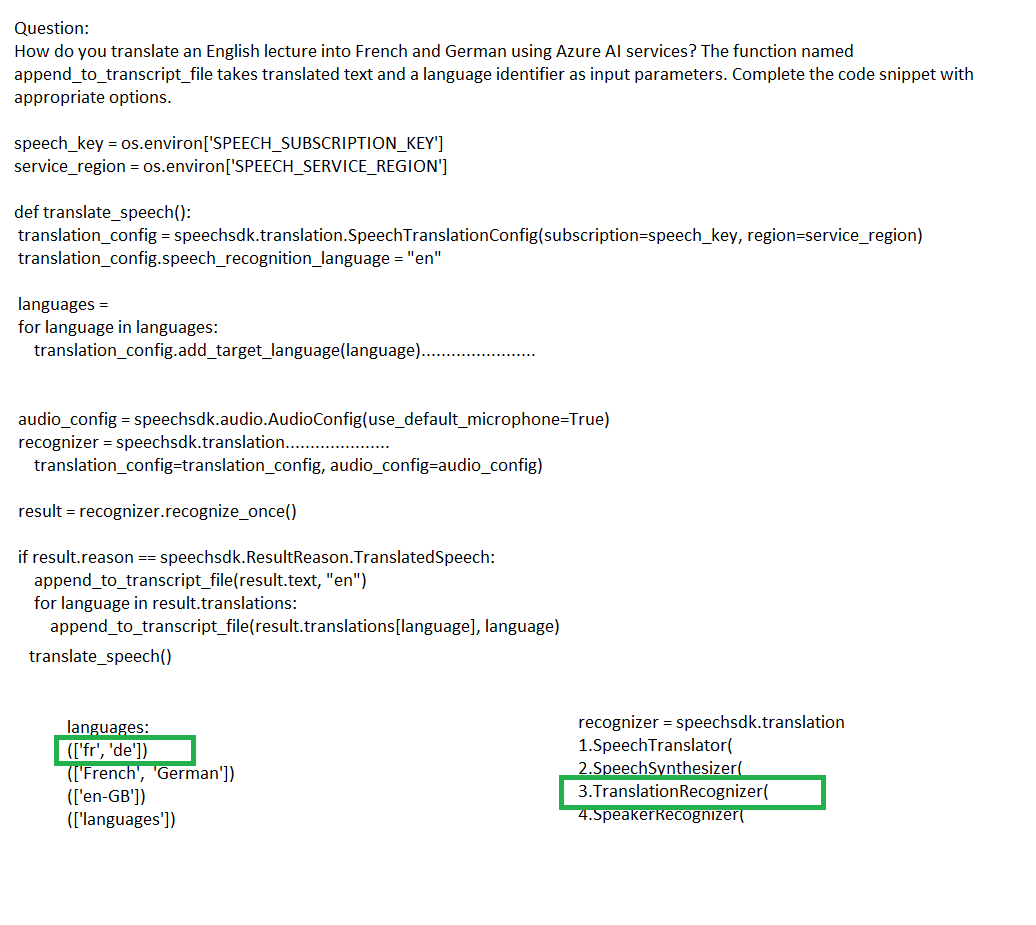 Question:
How do you translate an English lecture into French and German using Azure AI services? The function named
append_to_transcript_file takes translated text and a language identifier as input parameters. Complete the code snippet with
appropriate options.
speech_key = os.environ['SPEECH_SUBSCRIPTION_KEY']
service_region = os.environ['SPEECH_SERVICE_REGION']
def translate_speech():
translation_config = speechsdk.translation.SpeechTranslationConfig(subscription=speech_key, region=service_region)
translation_config.speech_recognition_language = "en"
languages =
for language in languages:
translation_config.add_target_language(language).......................
audio_config = speechsdk.audio.AudioConfig(use_default_microphone=True)
recognizer = speechsdk.translation.....................
translation_config=translation_config, audio_config=audio_config)
result = recognizer.recognize_once()
if result.reason == speechsdk.ResultReason.TranslatedSpeech:
append_to_transcript_file(result.text, "en")
for language in result.translations:
append_to_transcript_file(result.translations[language], language)
translate_speech()
languages:
(['fr', 'de'])
(['French', 'German'])
(['en-GB'])
(['languages'])
recognizer = speechsdk.translation
1.SpeechTranslator(
2.SpeechSynthesizer(
3.TranslationRecognizer(
4.SpeakerRecognizer(